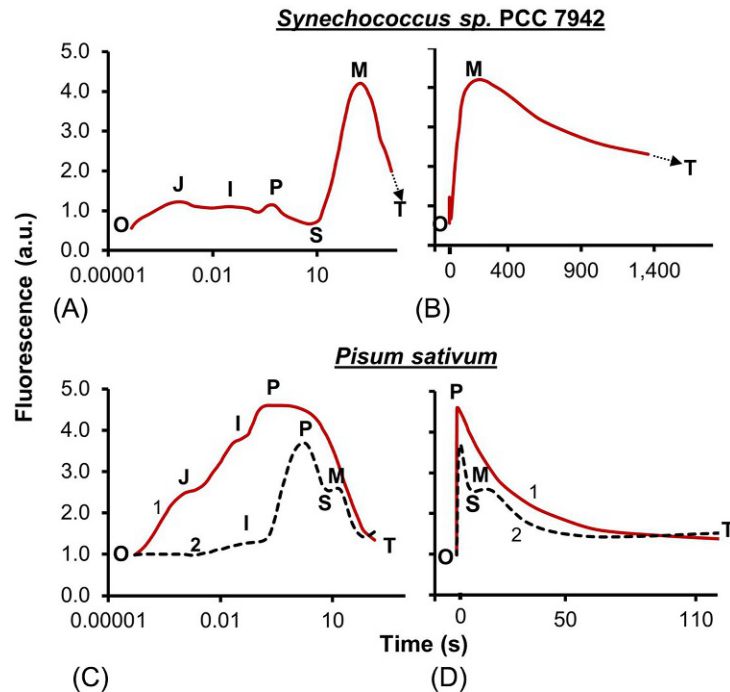 Synechococcus sp. PCC 7942
5.0
4.0
3.0
2.0
1.0
0.0
O
J
I
P
S
M
T
0.00001
0.01
10
(A)
M
O
T
0
400
900
1,400
(B)
Fluorescence (a.u.)
Pisum sativum
5.0
4.0
3.0
2.0
1.0
0.0
O
1
J
I
P
2
I
P
S
M
T
0.00001
0.01
10
(C)
P
M
S
1
2
O
T
0
50
110
Time (s)
(D)